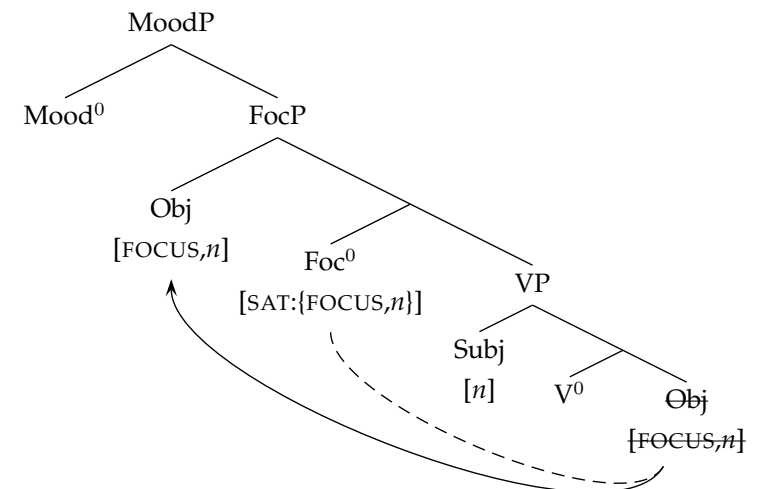 MoodP
Mood⁰ FocP
Obj
[FOCUS,n]
Foc⁰
[SAT:{FOCUS,n}]
VP
Subj
[n]
V⁰
Obj
[FOCUS,n]